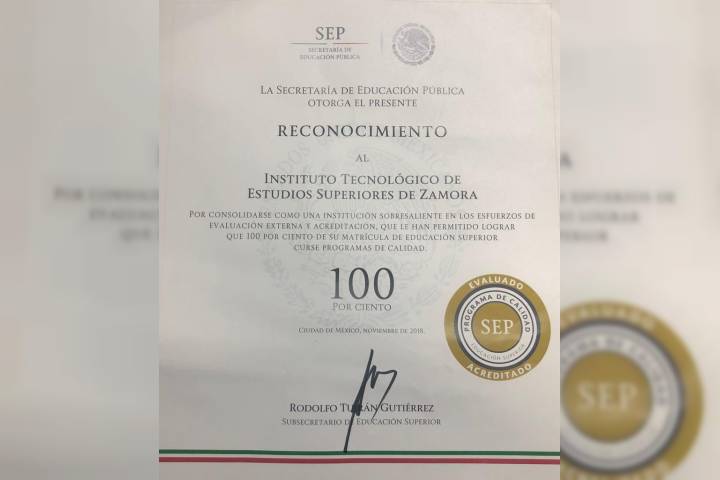 SEP
SECRETARÍA DE
EDUCACIÓN PÚBLICA
LA SECRETARÍA DE EDUCACIÓN PÚBLICA
OTORGA EL PRESENTE
RECONOCIMIENTO
AL
INSTITUTO TECNOLÓGICO DE
ESTUDIOS SUPERIORES DE ZAMORA
POR CONSOLIDARSE COMO UNA INSTITUCIÓN SOBRESALIENTE EN LOS ESFUERZOS DE
EVALUACIÓN EXTERNA Y ACREDITACIÓN, QUE LE HAN PERMITIDO LOGRAR
QUE 100 POR CIENTO DE SU MATRÍCULA DE EDUCACIÓN SUPERIOR
CURSE PROGRAMAS DE CALIDAD.
100
POR CIENTO
CIUDAD DE MÉXICO, NOVIEMBRE DE 2018.
EVALUADO
PROGRAMA DE CALIDAD
SEP
EDUCACIÓN SUPERIOR
ACREDITADO
RODOLFO TUIRÁN GUTIÉRREZ
SUBSECRETARIO DE EDUCACIÓN SUPERIOR